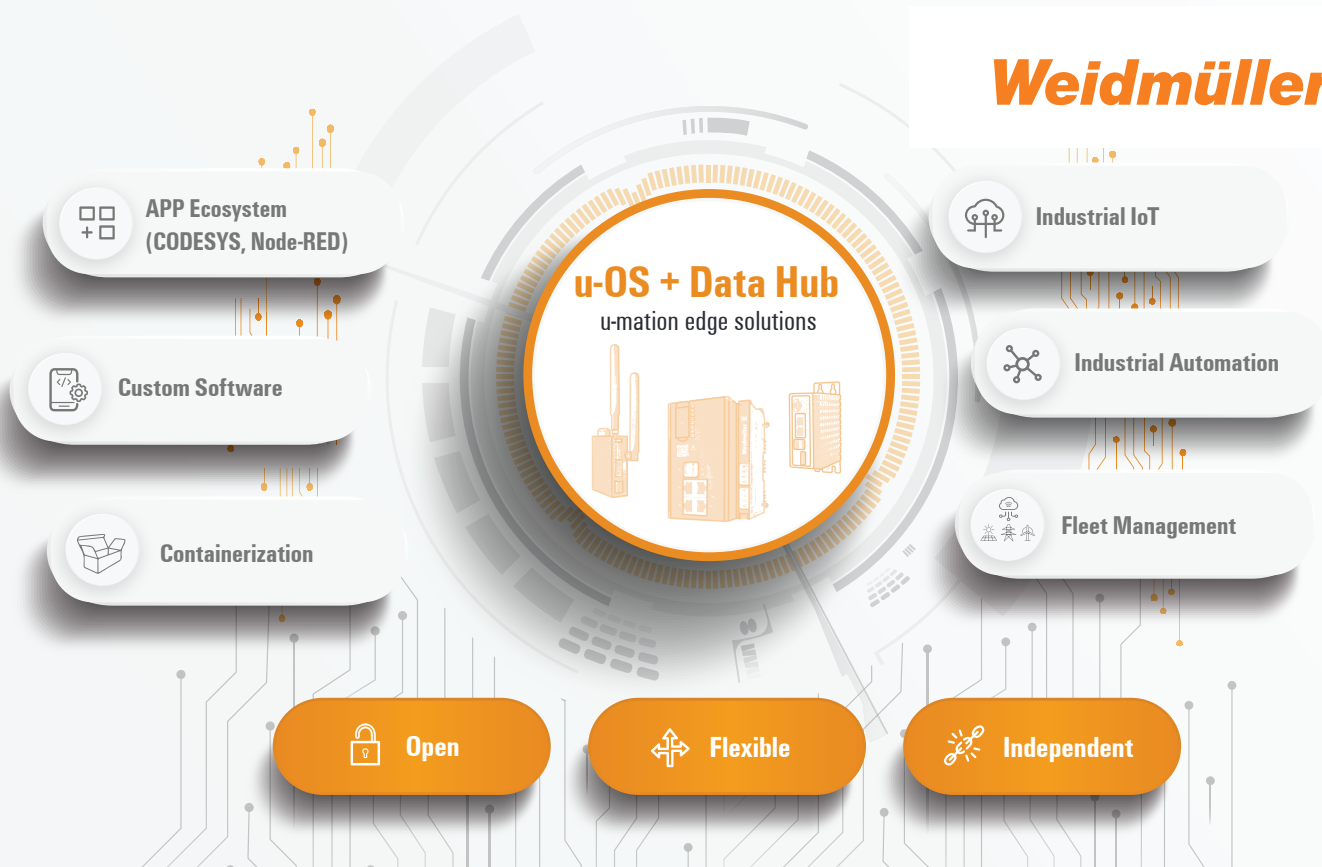 Weidmüller
APP Ecosystem
(CODESYS, Node-RED)
Custom Software
Containerization
u-OS + Data Hub
u-mation edge solutions
Industrial IoT
Industrial Automation
Fleet Management
Open
Flexible
Independent